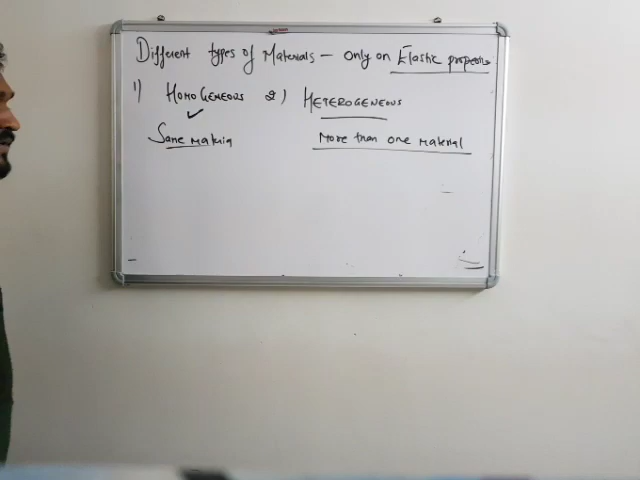 Different types of Materials – Only on Elastic properties
1) HOMOGENEOUS 2) HETEROGENEOUS
Same material More than one material